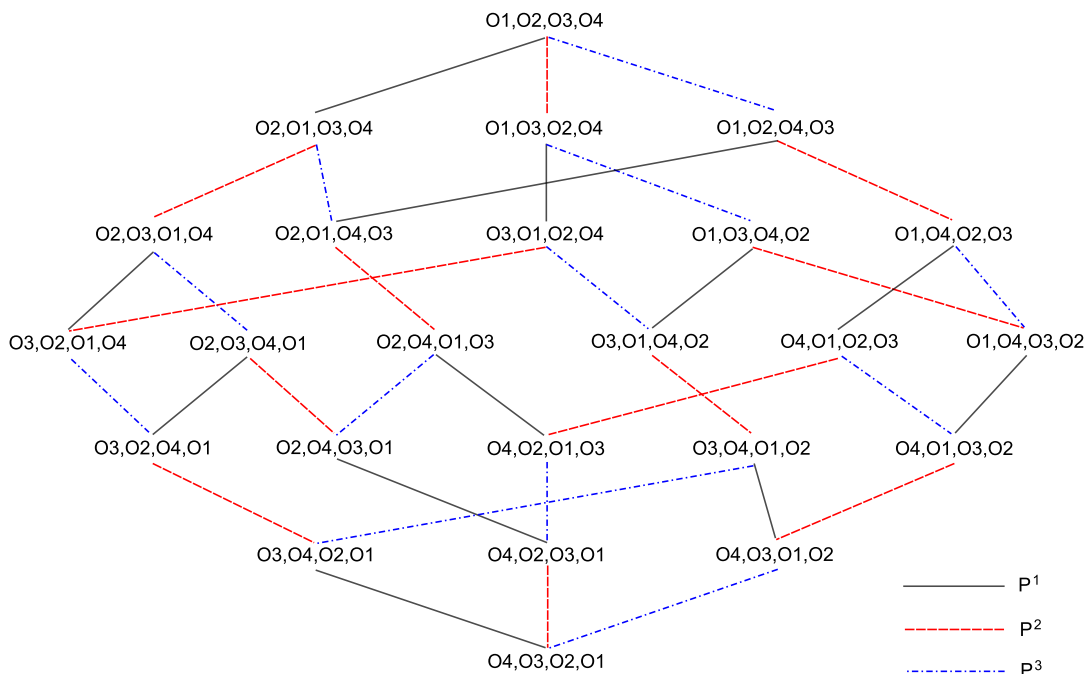 O1,O2,O3,O4
O2,O1,O3,O4 O1,O3,O2,O4 O1,O2,O4,O3
O2,O3,O1,O4 O2,O1,O4,O3 O3,O1,O2,O4 O1,O3,O4,O2 O1,O4,O2,O3
O3,O2,O1,O4 O2,O3,O4,O1 O2,O4,O1,O3 O3,O1,O4,O2 O4,O1,O2,O3 O1,O4,O3,O2
O3,O2,O4,O1 O2,O4,O3,O1 O4,O2,O1,O3 O3,O4,O1,O2 O4,O1,O3,O2
O3,O4,O2,O1 O4,O2,O3,O1 O4,O3,O1,O2
O4,O3,O2,O1
P¹
P²
P³